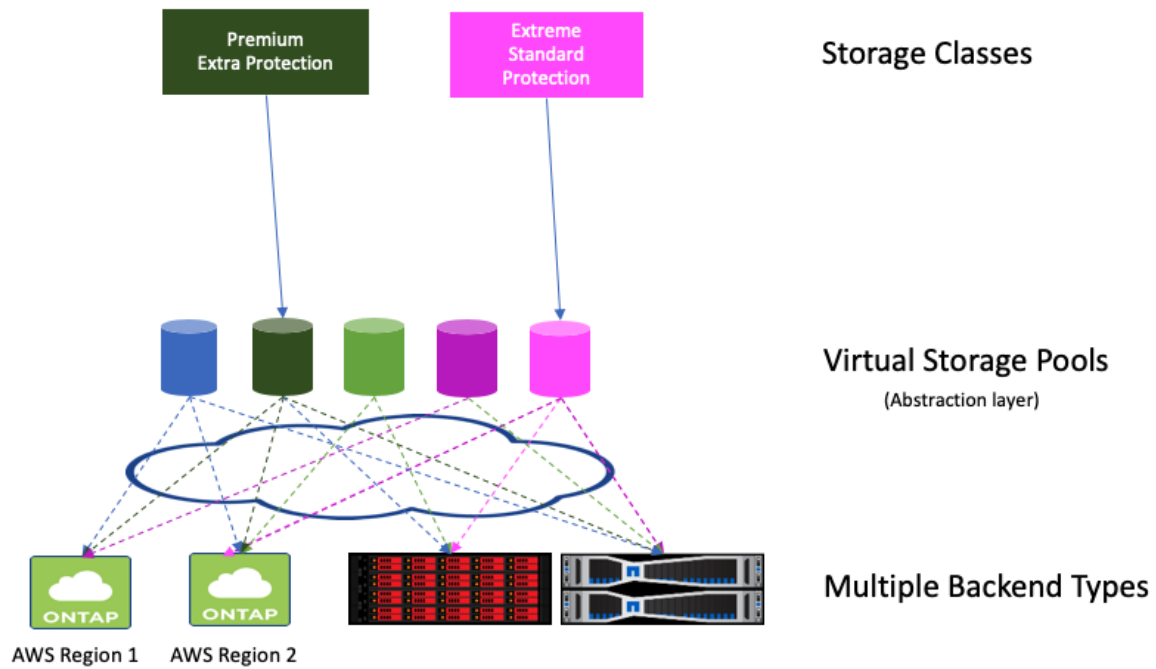 Premium
Extra Protection
Extreme
Standard
Protection
Storage Classes
Virtual Storage Pools
(Abstraction layer)
ONTAP
ONTAP
Multiple Backend Types
AWS Region 1
AWS Region 2